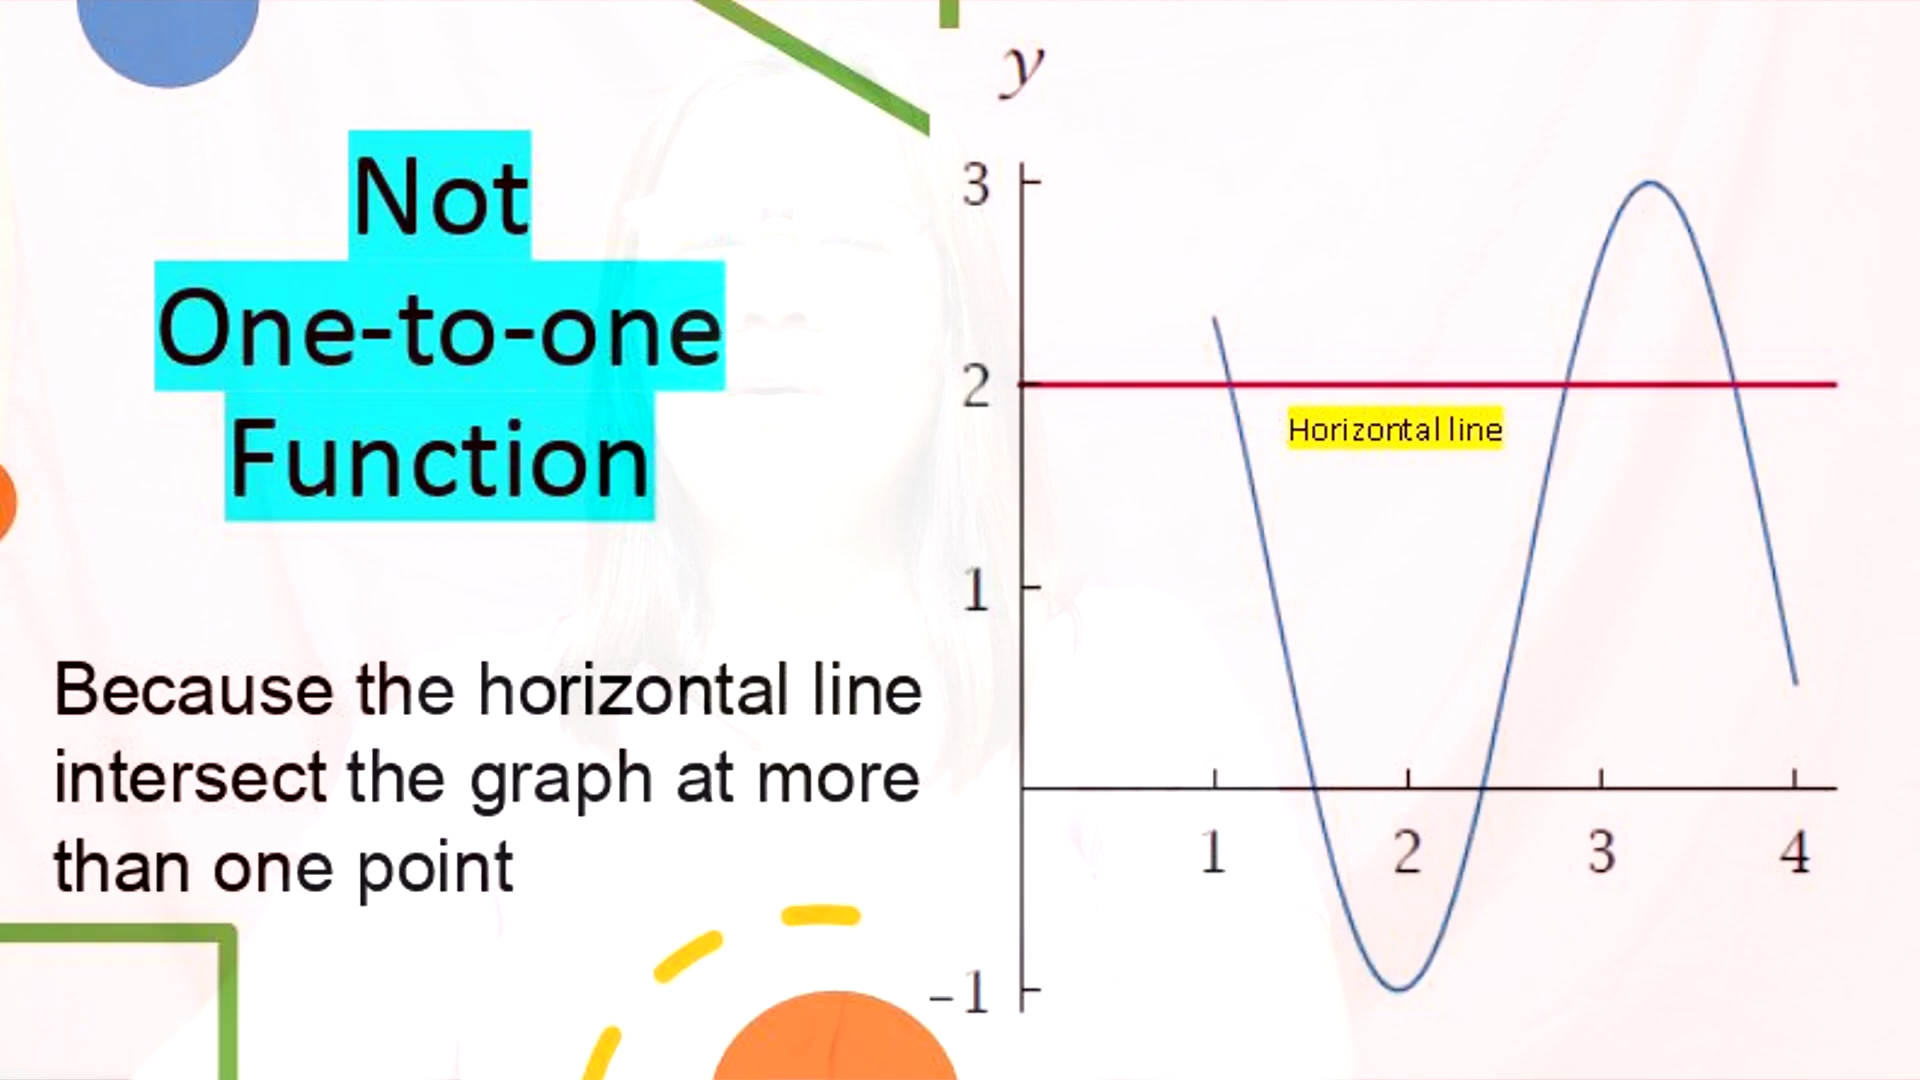 Not
One-to-one
Function
Because the horizontal line
intersect the graph at more
than one point
y
3
2
Horizontal line
1
1 2 3 4
–1